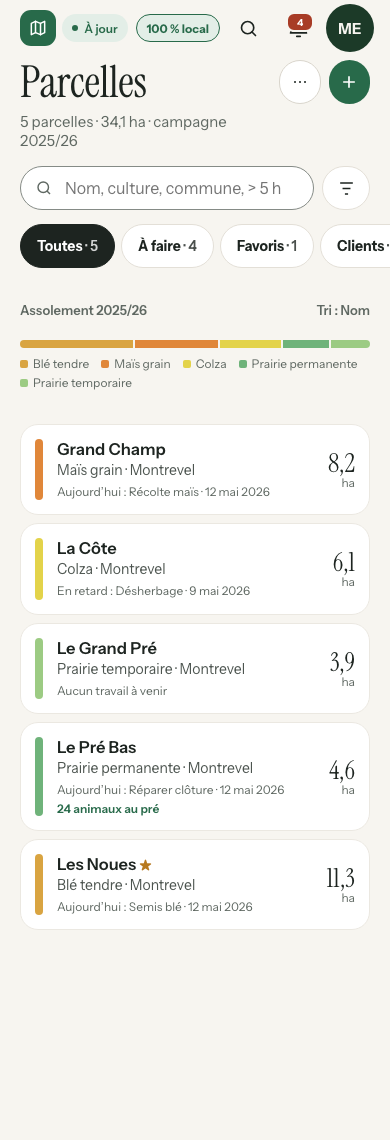 À jour
100 % local
4
ME
Parcelles
5 parcelles · 34,1 ha · campagne
2025/26
Nom, culture, commune, > 5 h
Toutes · 5
À faire · 4
Favoris · 1
Clients ·
Assolement 2025/26
Tri : Nom
Blé tendre
Maïs grain
Colza
Prairie permanente
Prairie temporaire
Grand Champ
Maïs grain · Montrevel
Aujourd’hui : Récolte maïs · 12 mai 2026
8,2
ha
La Côte
Colza · Montrevel
En retard : Désherbage · 9 mai 2026
6,1
ha
Le Grand Pré
Prairie temporaire · Montrevel
Aucun travail à venir
3,9
ha
Le Pré Bas
Prairie permanente · Montrevel
Aujourd’hui : Réparer clôture · 12 mai 2026
24 animaux au pré
4,6
ha
Les Noues
Blé tendre · Montrevel
Aujourd’hui : Semis blé · 12 mai 2026
11,3
ha